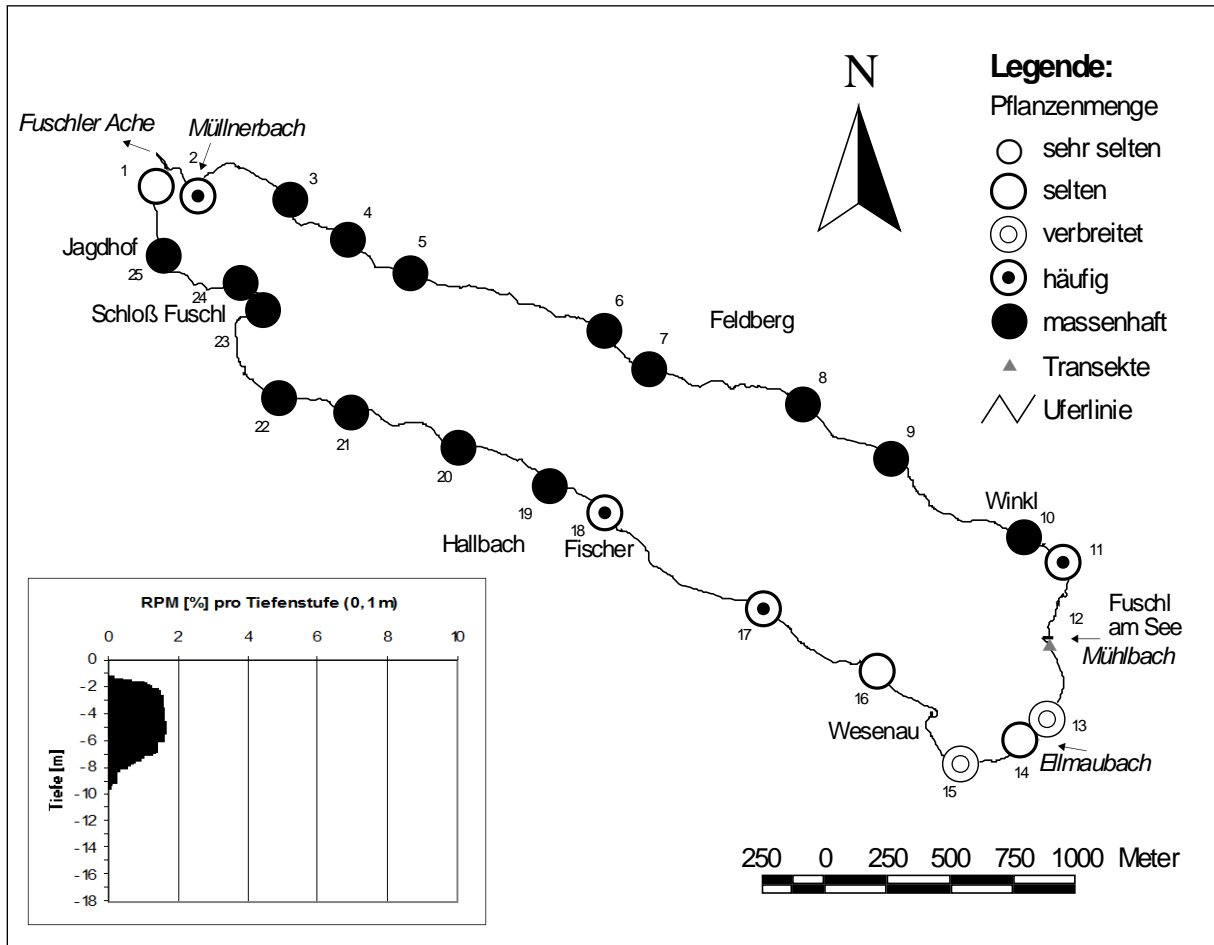 N
Legende:
Pflanzenmenge
sehr selten
selten
verbreitet
häufig
massenhaft
Transekte
Uferlinie
Fuschler Ache
Müllnerbach
1
2
3
4
5
6
7
Feldberg
8
9
Winkl
10
11
12
Fuschl
am See
Mühlbach
13
Ellmaubach
14
15
Wesenau
16
17
18
Fischer
Hallbach
19
20
21
22
23
Schloß Fuschl
24
25
Jagdhof
RPM [%] pro Tiefenstufe (0,1 m)
0 2 4 6 8 10
Tiefe [m]
0
-2
-4
-6
-8
-10
-12
-14
-16
-18
250 0 250 500 750 1000 Meter